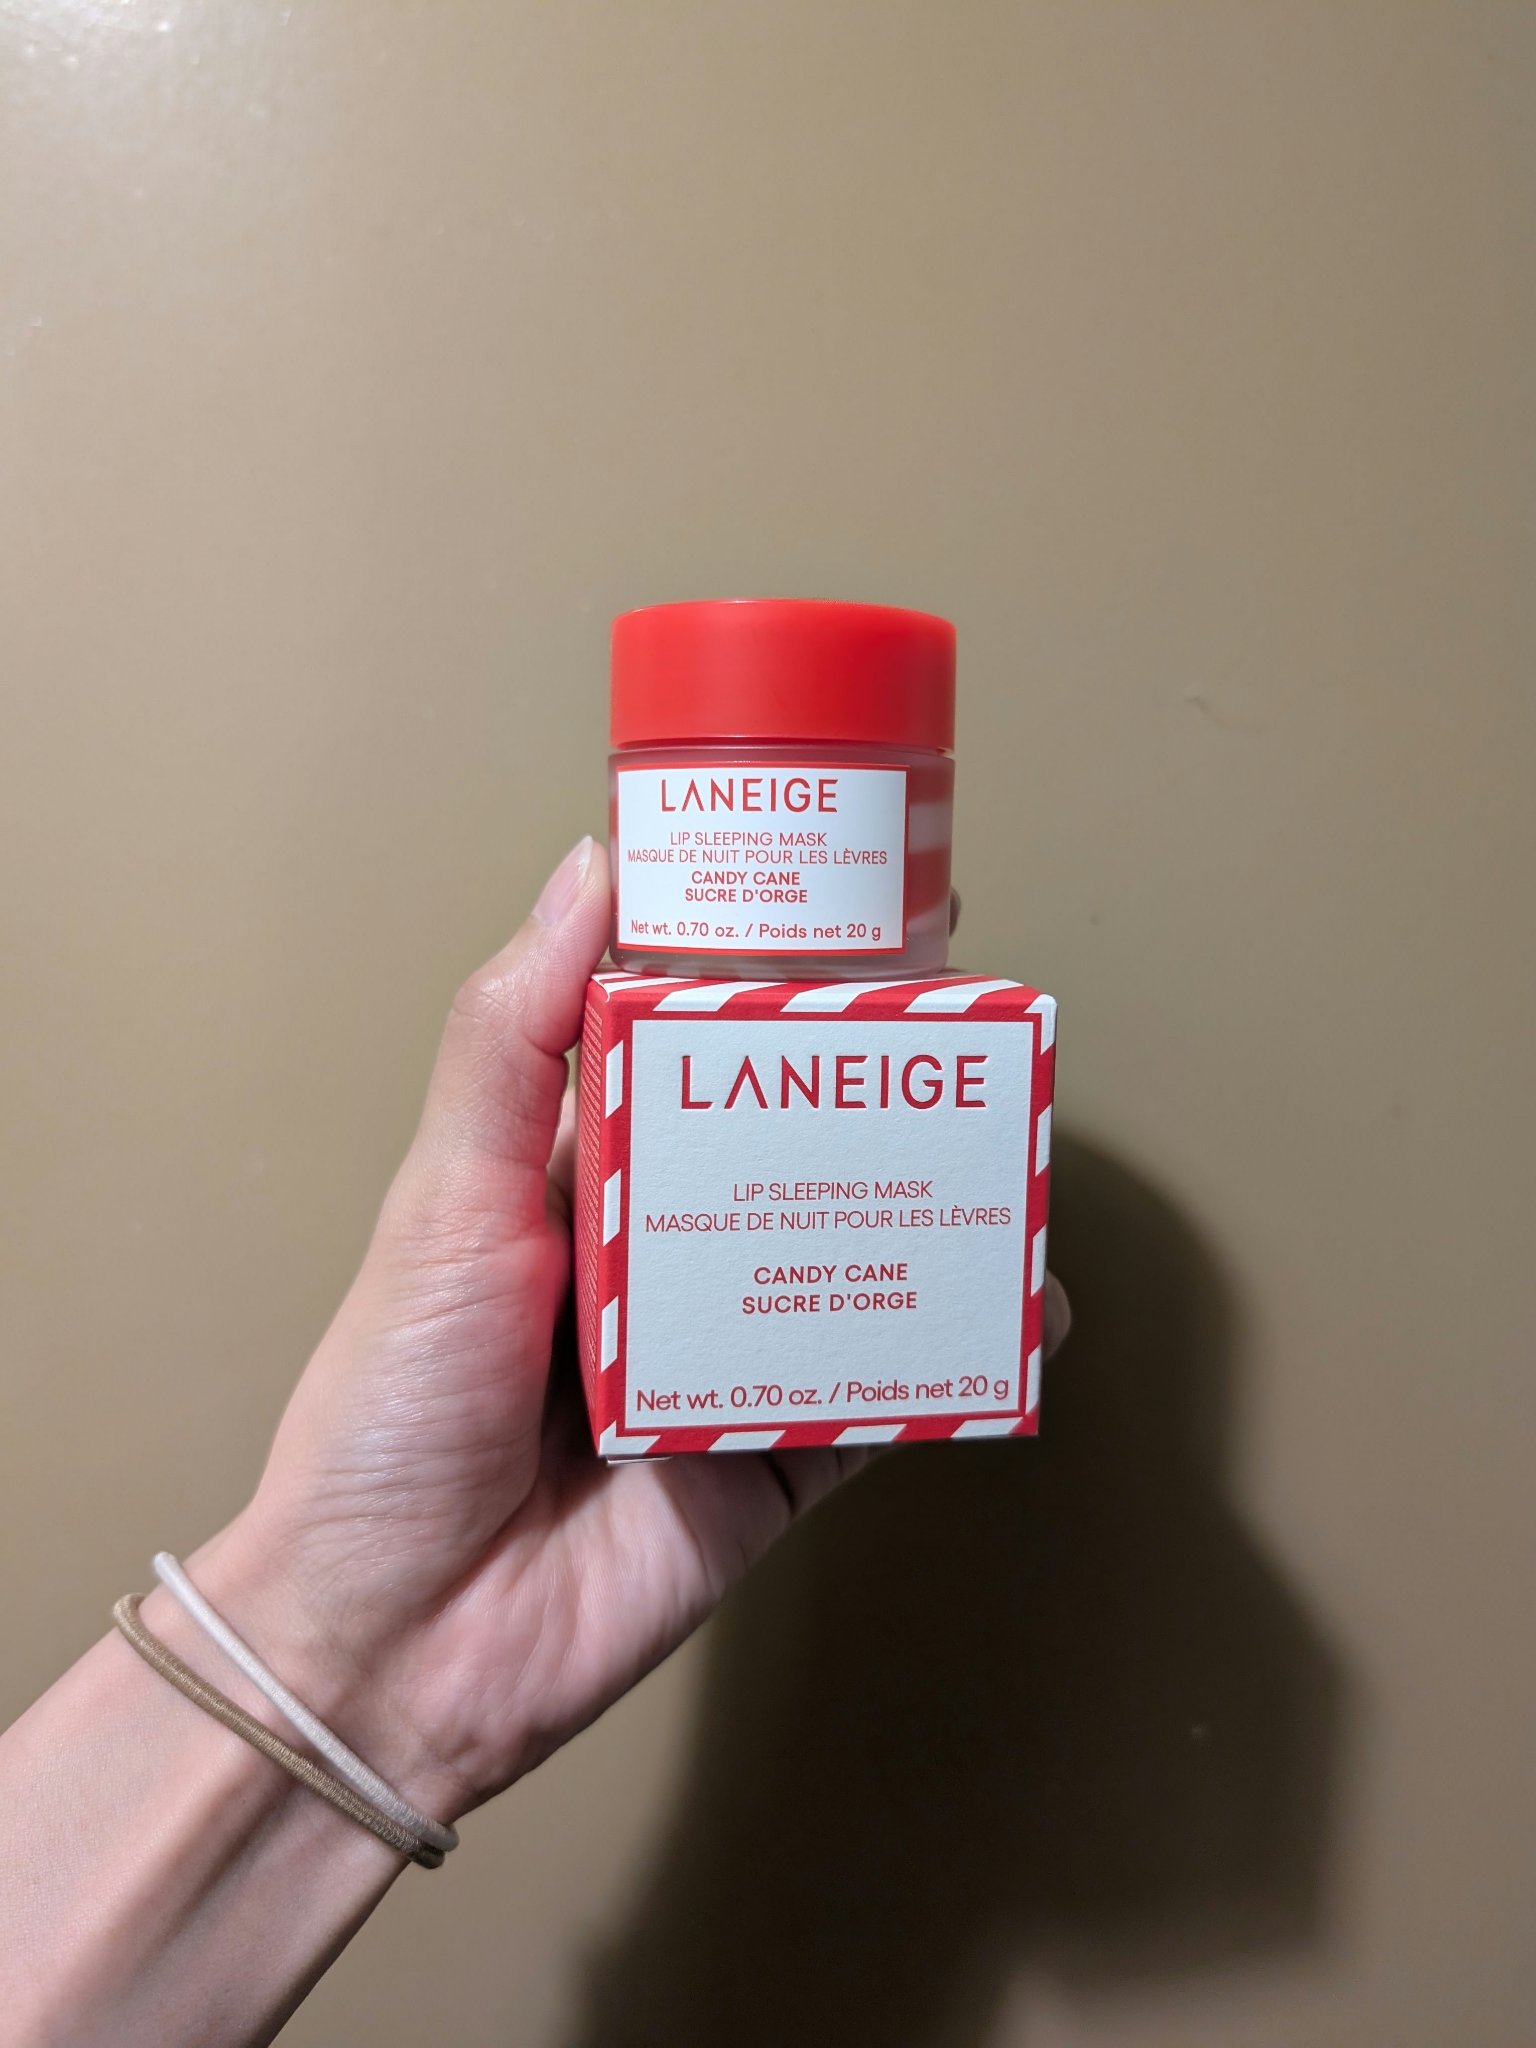 LANEIGE
LIP SLEEPING MASK
MASQUE DE NUIT POUR LES LÈVRES
CANDY CANE
SUCRE D'ORGE
Net wt. 0.70 oz. / Poids net 20 g
LANEIGE
LIP SLEEPING MASK
MASQUE DE NUIT POUR LES LÈVRES
CANDY CANE
SUCRE D'ORGE
Net wt. 0.70 oz. / Poids net 20 g